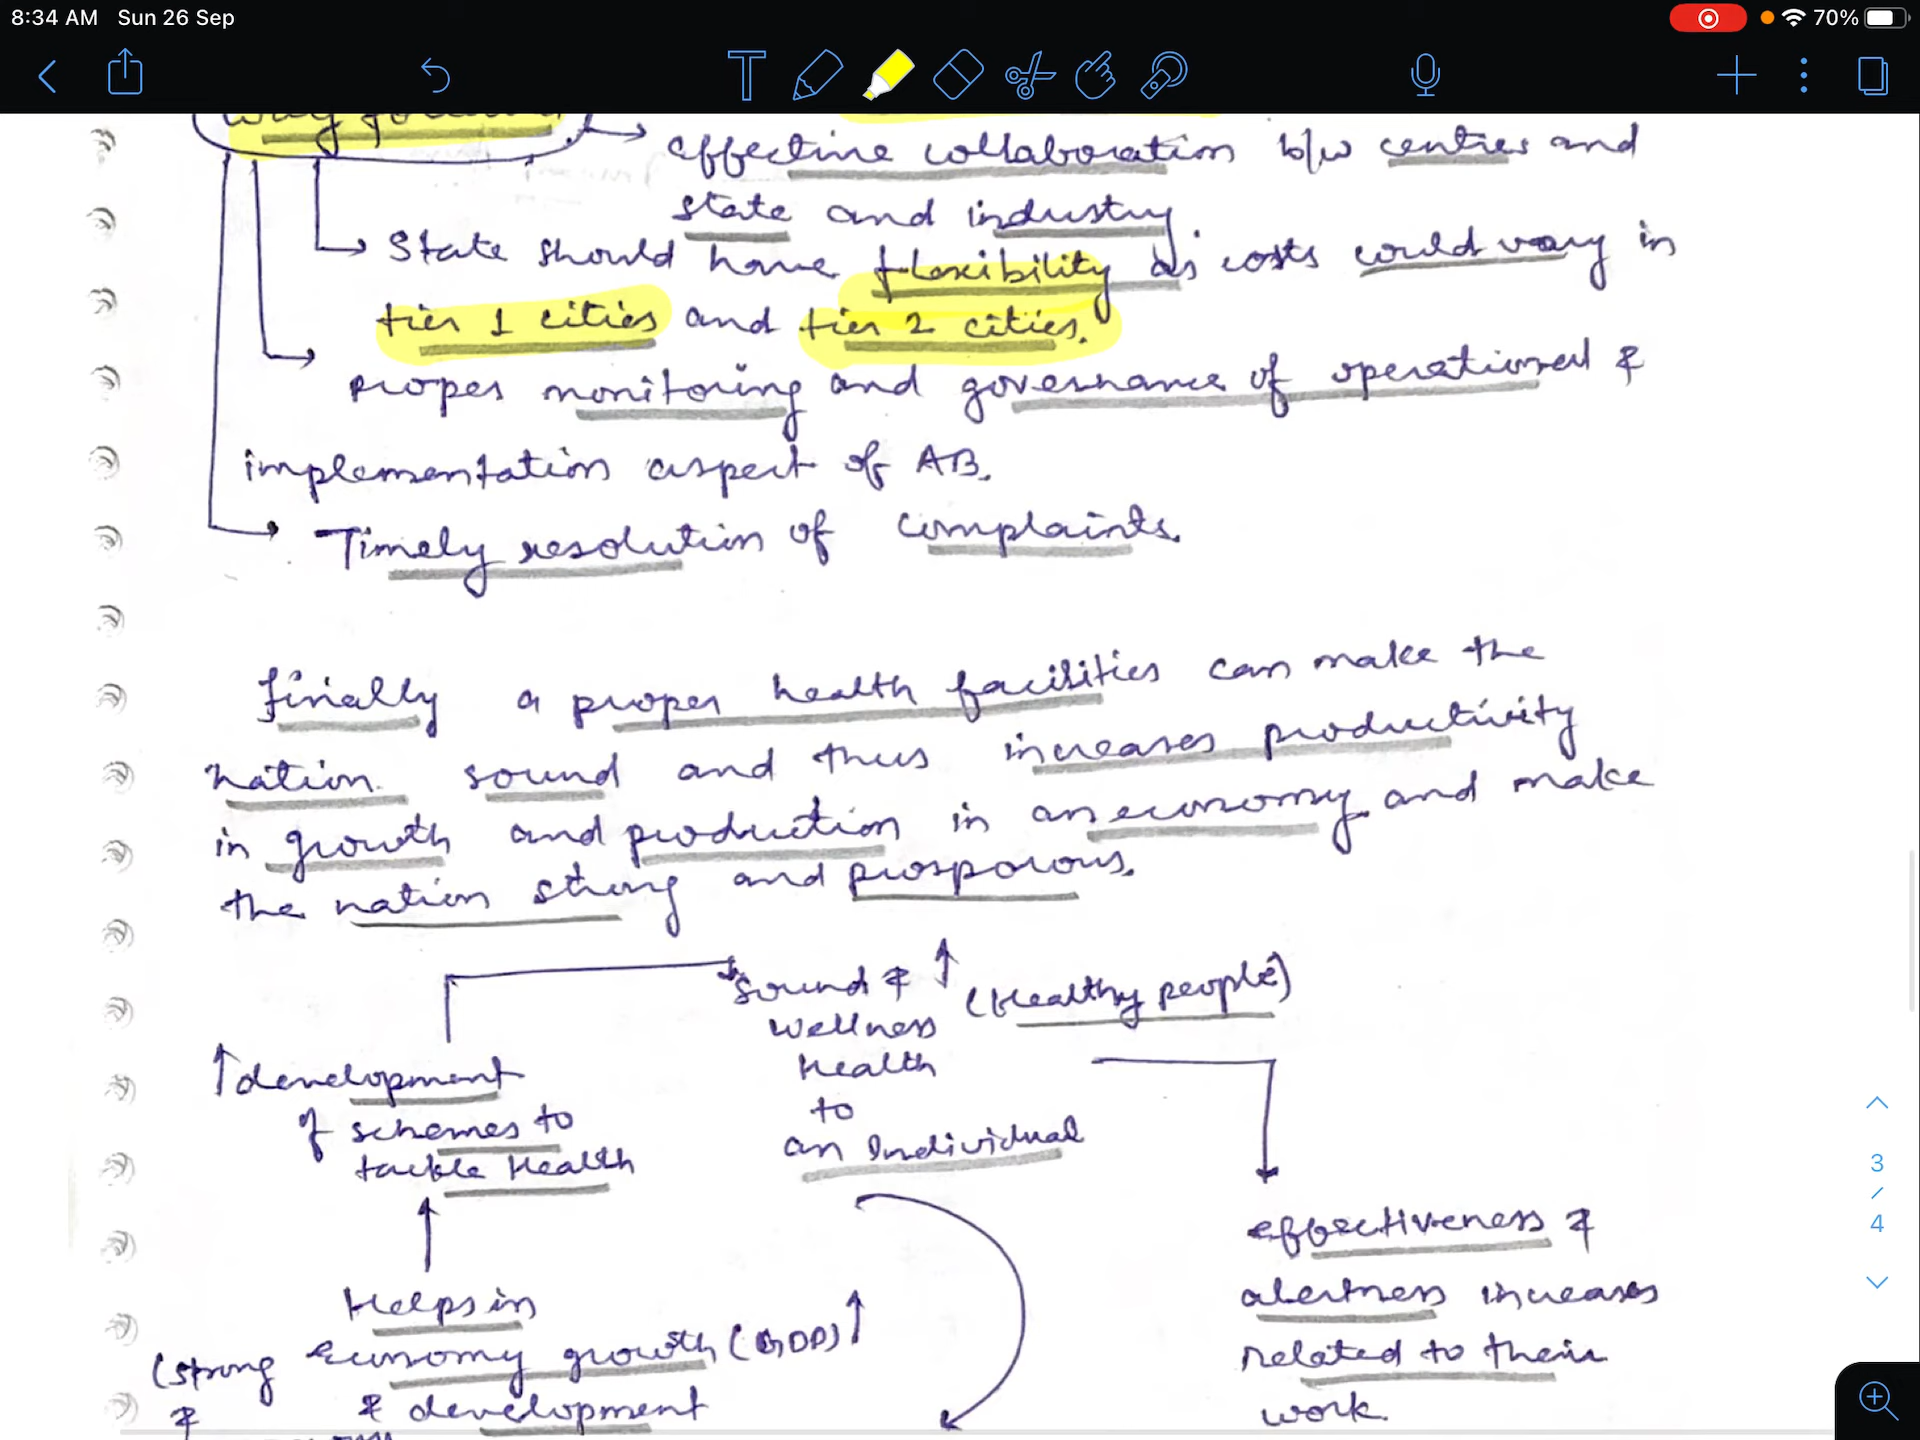 8:34 AM Sun 26 Sep
70%
way forward
effective collaboration b/w centres and
state and industry.
State should have flexibility as costs could vary in
tier 1 cities and tier 2 cities.
proper monitoring and governance of operational &
implementation aspect of AB.
Timely resolution of complaints.
finally a proper health facilities can make the
nation sound and thus increases productivity
in growth and production in an economy and make
the nation strong and prosporous.
Sound & ↑ (Healthy people)
wellness
Health
to
an Individual
↑ development
of schemes to
tackle Health
effectiveness &
alertness increases
related to their
work.
Helps in
economy growth (GDP) ↑
& development
(strong
&
3
/
4